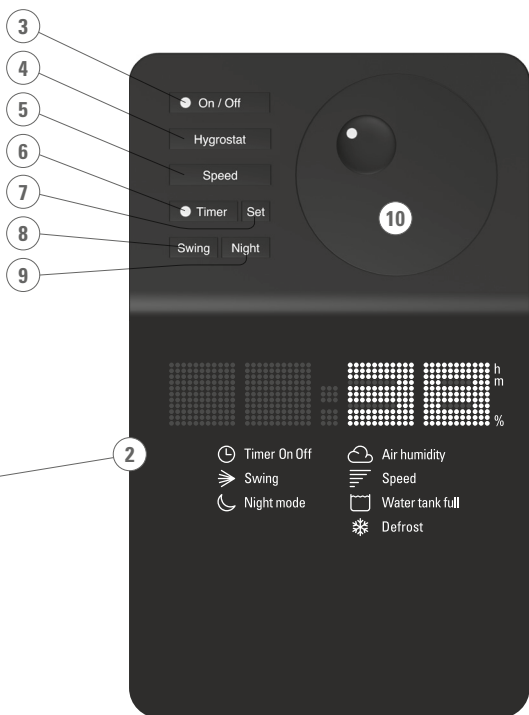 3
4
5
6
7
8
9
On / Off
Hygrostat
Speed
Timer Set
Swing Night
10
38
h
m
%
2
Timer On Off
Swing
Night mode
Air humidity
Speed
Water tank full
Defrost